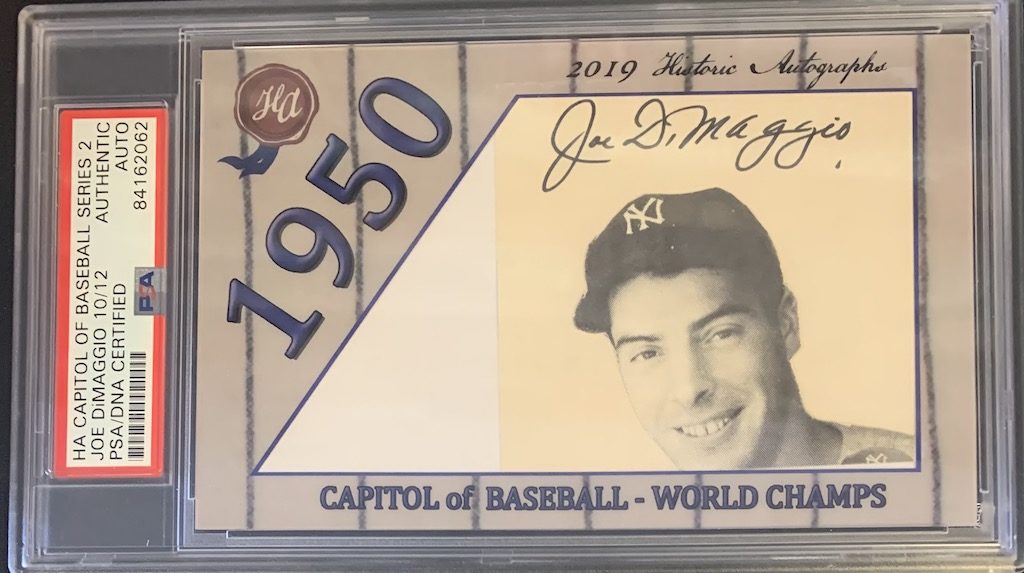 HA CAPITOL OF BASEBALL SERIES 2
JOE DiMAGGIO 10/12 AUTHENTIC
PSA/DNA CERTIFIED AUTO
84162062
PSA
HA
1950
2019 Historic Autographs
Joe DiMaggio
NY
NY
CAPITOL of BASEBALL - WORLD CHAMPS